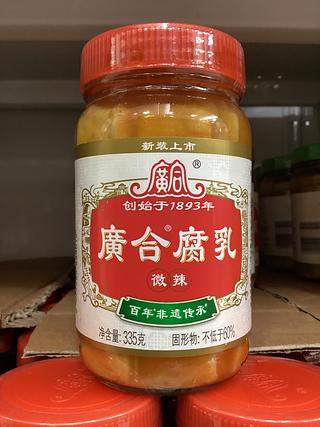 新装上市
廣合®
创始于1893年
廣合®腐乳
微辣
百年'非遗传承'
净含量: 335克 固形物: 不低于60%